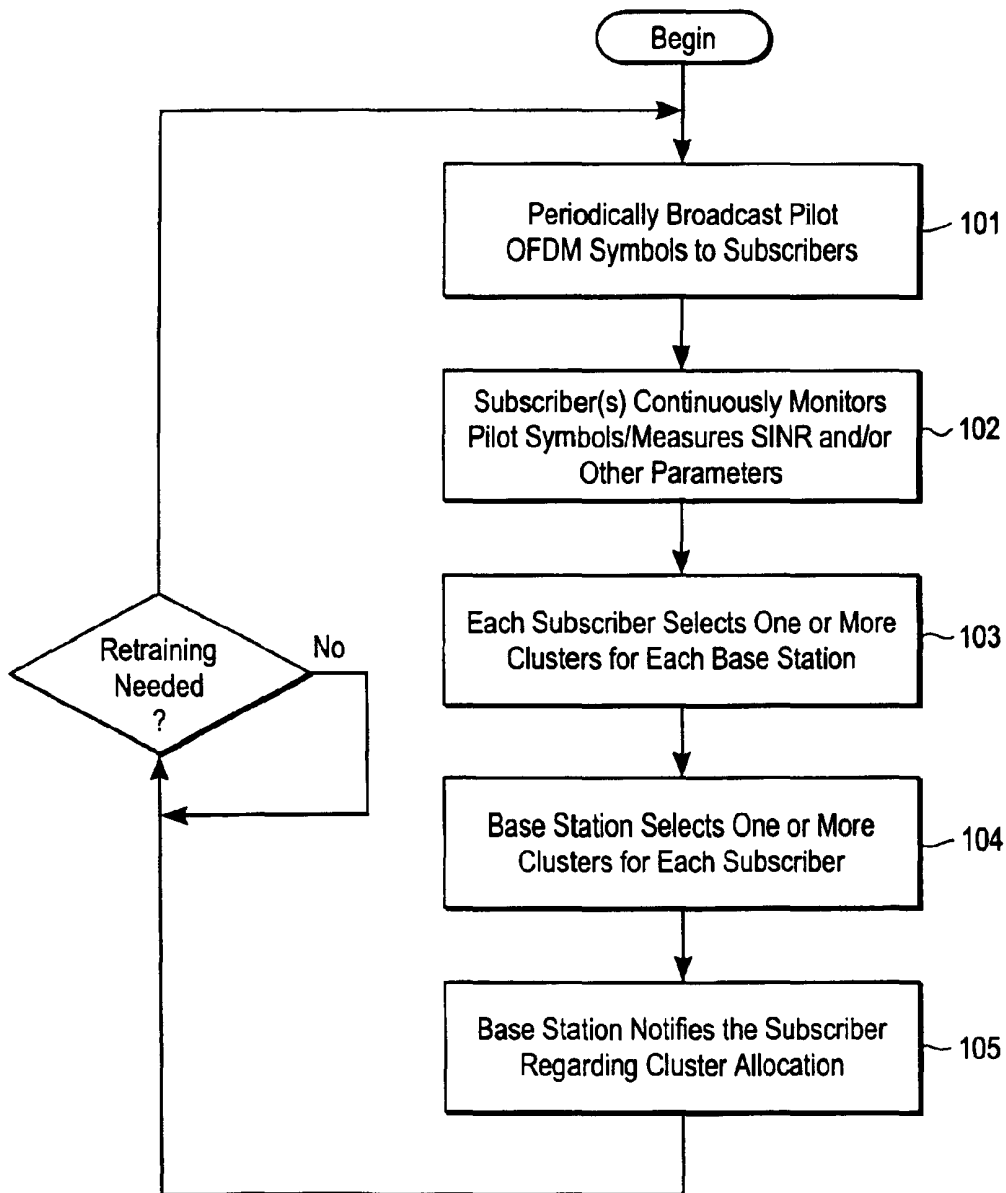 Begin
Periodically Broadcast Pilot
OFDM Symbols to Subscribers
101
Subscriber(s) Continuously Monitors
Pilot Symbols/Measures SINR and/or
Other Parameters
102
Each Subscriber Selects One or More
Clusters for Each Base Station
103
Base Station Selects One or More
Clusters for Each Subscriber
104
Base Station Notifies the Subscriber
Regarding Cluster Allocation
105
Retraining
Needed
?
No